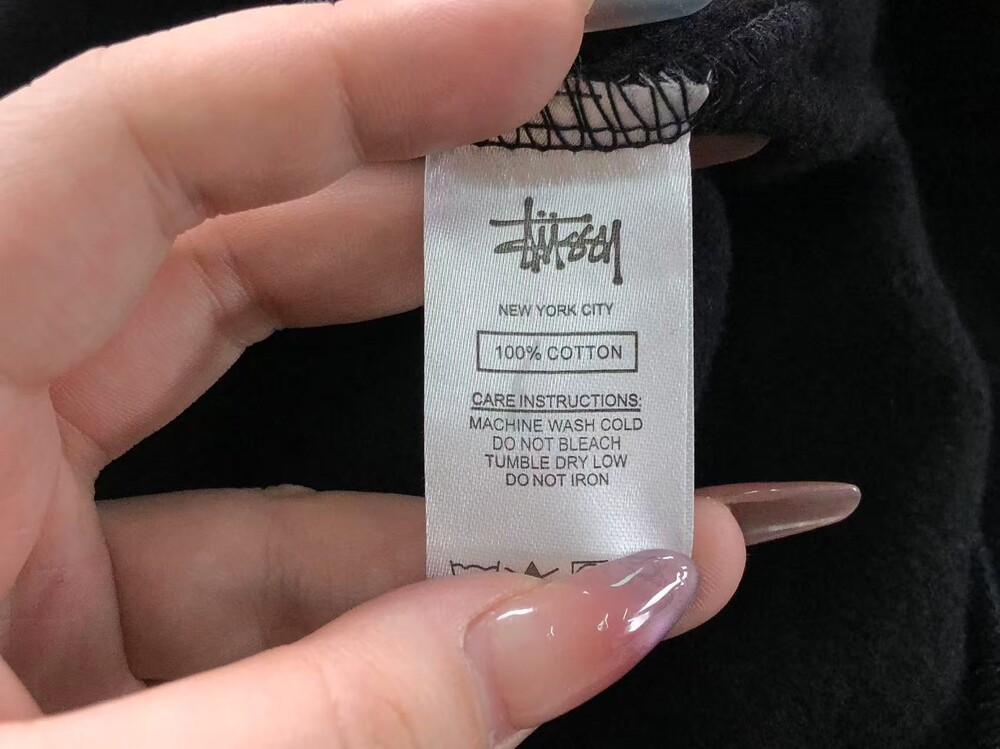 Stüssy
NEW YORK CITY
100% COTTON
CARE INSTRUCTIONS:
MACHINE WASH COLD
DO NOT BLEACH
TUMBLE DRY LOW
DO NOT IRON